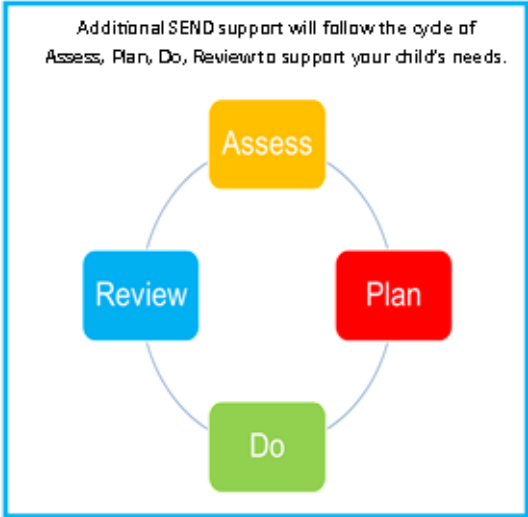 Additional SEND support will follow the cycle of
Assess, Plan, Do, Review to support your child's needs.
Assess
Review
Plan
Do